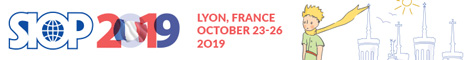 SIOP 2019
LYON, FRANCE
OCTOBER 23-26
2019